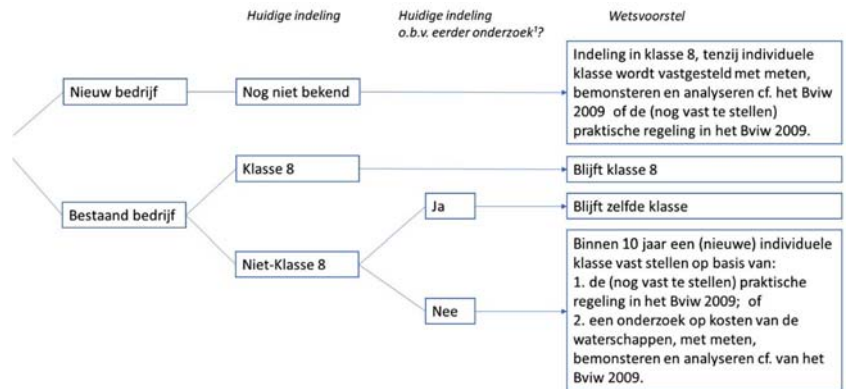 Huidige indeling
Huidige indeling
o.b.v. eerder onderzoek¹?
Wetsvoorstel
Nieuw bedrijf
Nog niet bekend
Indeling in klasse 8, tenzij individuele
klasse wordt vastgesteld met meten,
bemonsteren en analyseren cf. het Bviw
2009 of de (nog vast te stellen)
praktische regeling in het Bviw 2009.
Bestaand bedrijf
Klasse 8
Blijft klasse 8
Niet-Klasse 8
Ja
Blijft zelfde klasse
Nee
Binnen 10 jaar een (nieuwe) individuele
klasse vast stellen op basis van:
1. de (nog vast te stellen) praktische
regeling in het Bviw 2009; of
2. een onderzoek op kosten van de
waterschappen, met meten,
bemonsteren en analyseren cf. van het
Bviw 2009.